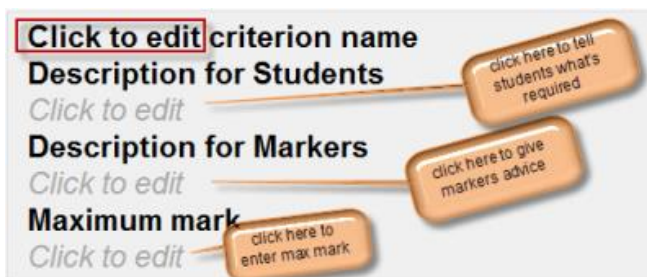 Click to edit criterion name
Description for Students
Click to edit
click here to tell
students what's
required
Description for Markers
Click to edit
click here to give
markers advice
Maximum mark
Click to edit
click here to
enter max mark